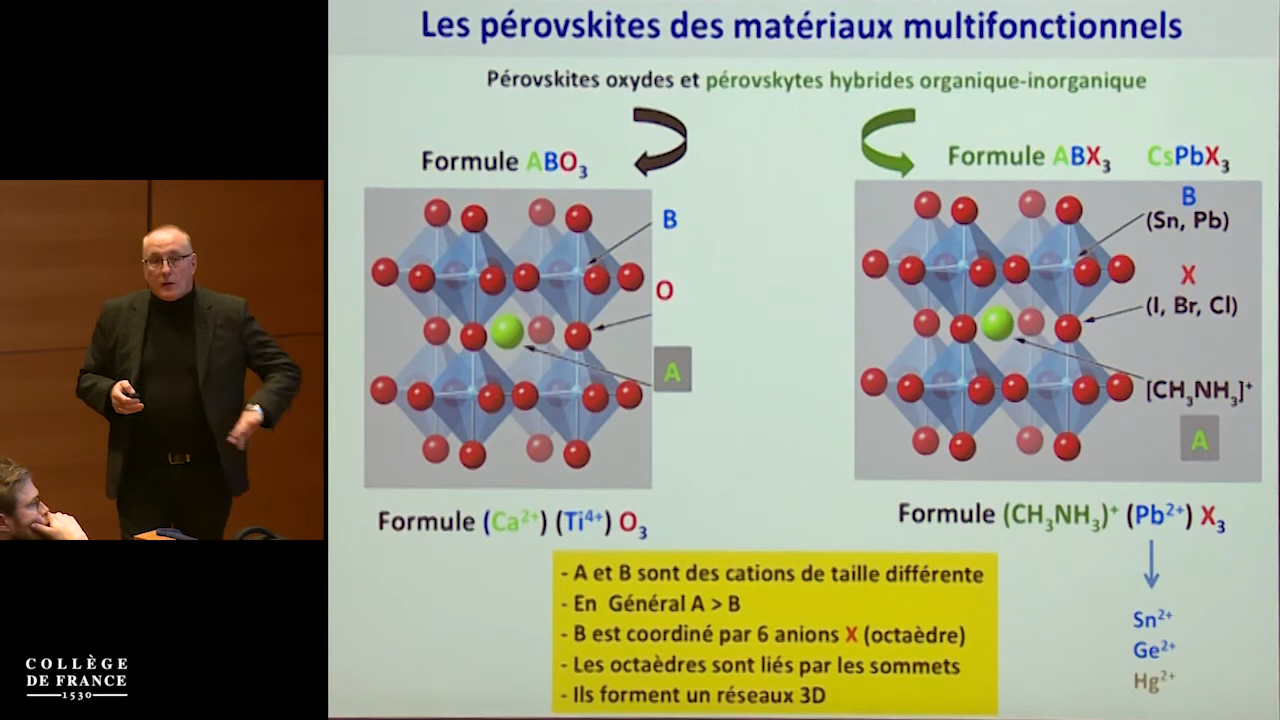 Les pérovskites des matériaux multifonctionnels
Pérovskites oxydes et pérovskytes hybrides organique-inorganique
Formule ABO₃
B
O
A
Formule (Ca²⁺) (Ti⁴⁺) O₃
Formule ABX₃ CsPbX₃
B
(Sn, Pb)
X
(I, Br, Cl)
[CH₃NH₃]⁺
A
Formule (CH₃NH₃)⁺ (Pb²⁺) X₃
Sn²⁺
Ge²⁺
Hg²⁺
- A et B sont des cations de taille différente
- En Général A > B
- B est coordiné par 6 anions X (octaèdre)
- Les octaèdres sont liés par les sommets
- Ils forment un réseaux 3D
COLLÈGE
DE FRANCE
1530